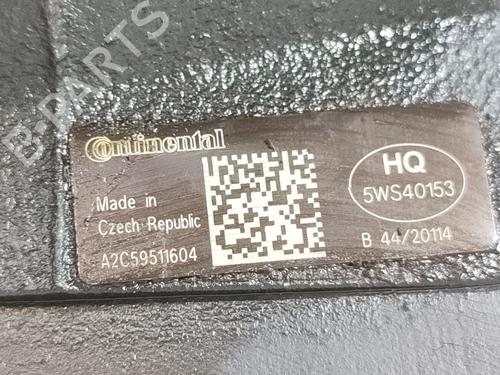 B-PARTS
Continental
Made in
Czech Republic
A2C59511604
HQ
5WS40153
B 44/20114